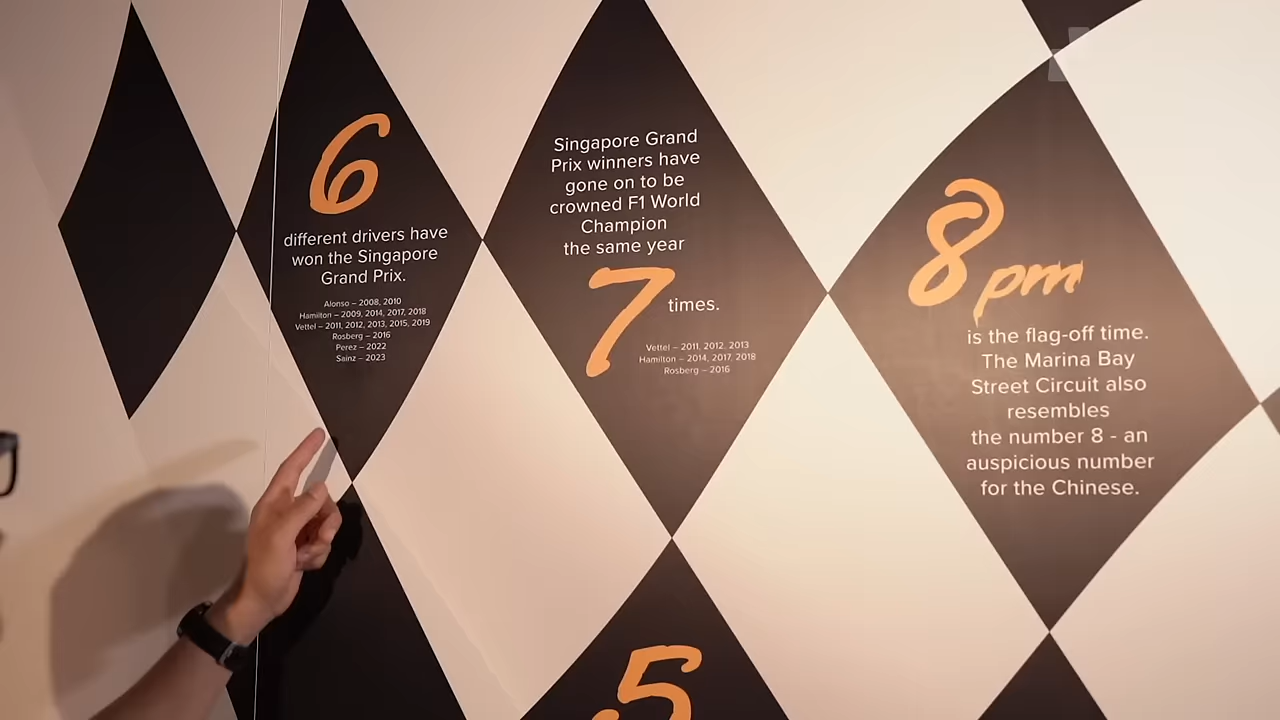 6
different drivers have
won the Singapore
Grand Prix.
Alonso – 2008, 2010
Hamilton – 2009, 2014, 2017, 2018
Vettel – 2011, 2012, 2013, 2015, 2019
Rosberg – 2016
Perez – 2022
Sainz – 2023
Singapore Grand
Prix winners have
gone on to be
crowned F1 World
Champion
the same year
7 times.
Vettel – 2011, 2012, 2013
Hamilton – 2014, 2017, 2018
Rosberg – 2016
8pm
is the flag-off time.
The Marina Bay
Street Circuit also
resembles
the number 8 - an
auspicious number
for the Chinese.
5